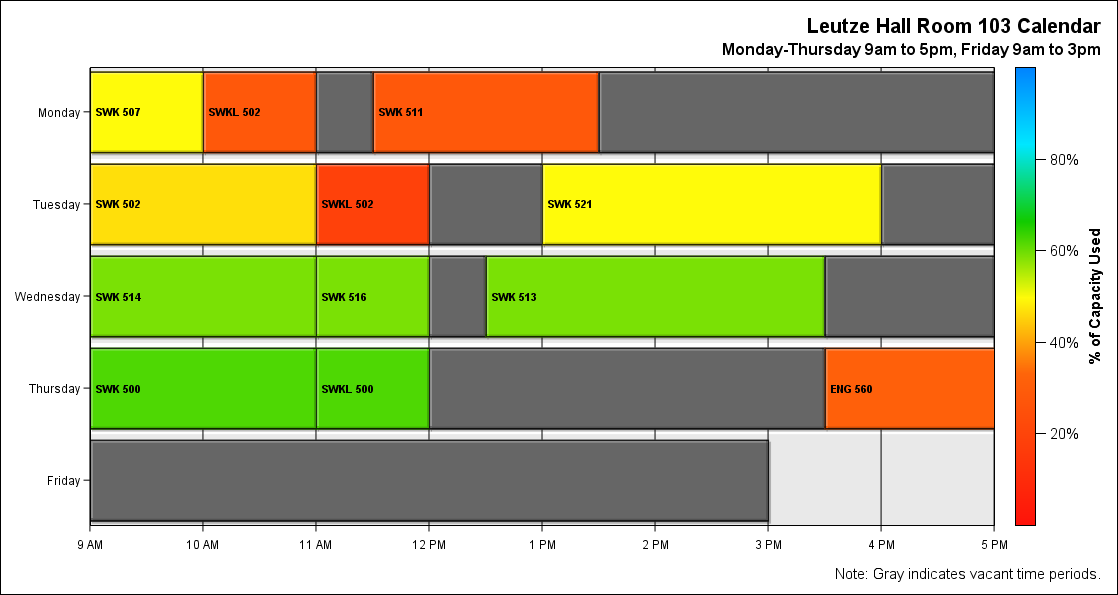 Leutze Hall Room 103 Calendar
Monday-Thursday 9am to 5pm, Friday 9am to 3pm
Monday
SWK 507
SWKL 502
SWK 511
Tuesday
SWK 502
SWKL 502
SWK 521
Wednesday
SWK 514
SWK 516
SWK 513
Thursday
SWK 500
SWKL 500
ENG 560
Friday
9 AM
10 AM
11 AM
12 PM
1 PM
2 PM
3 PM
4 PM
5 PM
80%
60%
40%
20%
% of Capacity Used
Note: Gray indicates vacant time periods.